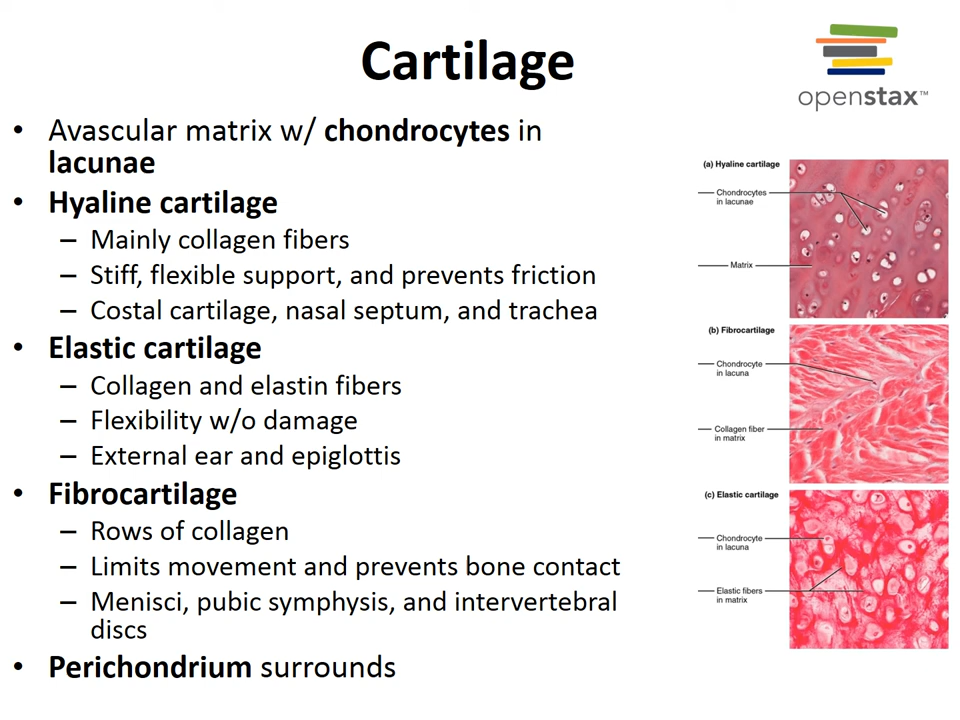 Cartilage
openstax™
• Avascular matrix w/ chondrocytes in
lacunae
• Hyaline cartilage
– Mainly collagen fibers
– Stiff, flexible support, and prevents friction
– Costal cartilage, nasal septum, and trachea
• Elastic cartilage
– Collagen and elastin fibers
– Flexibility w/o damage
– External ear and epiglottis
• Fibrocartilage
– Rows of collagen
– Limits movement and prevents bone contact
– Menisci, pubic symphysis, and intervertebral
discs
• Perichondrium surrounds
(a) Hyaline cartilage
Chondrocytes
in lacunae
Matrix
(b) Fibrocartilage
Chondrocyte
in lacuna
Collagen fiber
in matrix
(c) Elastic cartilage
Chondrocyte
in lacuna
Elastic fibers
in matrix